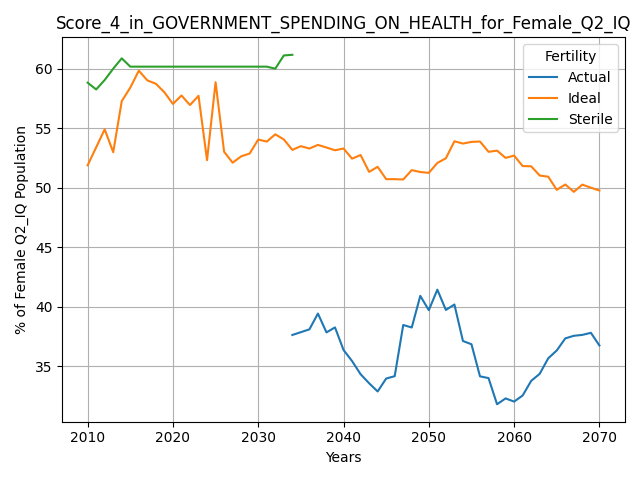 Score_4_in_GOVERNMENT_SPENDING_ON_HEALTH_for_Female_Q2_IQ
Fertility
Actual
Ideal
Sterile
% of Female Q2_IQ Population
60
55
50
45
40
35
2010
2020
2030
2040
2050
2060
2070
Years